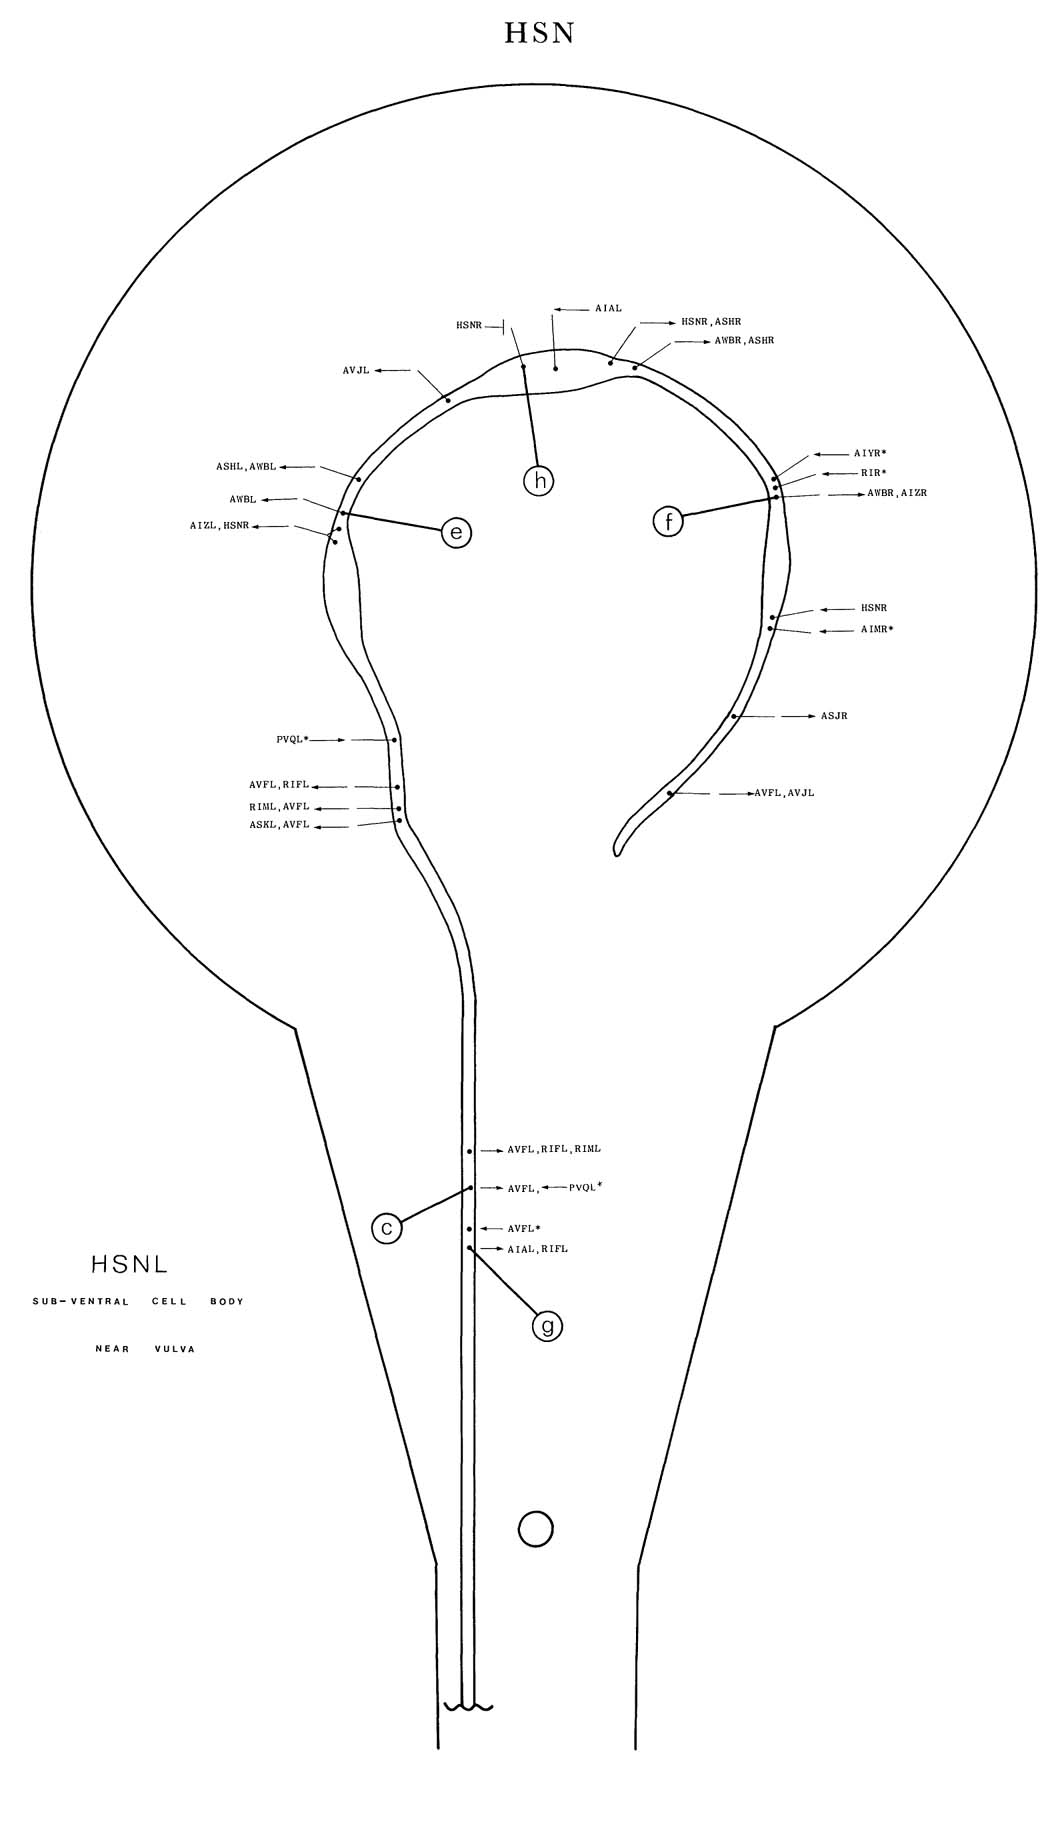 HSN
AIAL
HSNR
HSNR,ASHR
AWBR,ASHR
AVJL
AIYR*
ASHL,AWBL
RIR*
h
AWBR,AIZR
AWBL
f
AIZL,HSNR
e
HSNR
AIMR*
ASJR
PVQL*
AVFL,RIFL
AVFL,AVJL
RIML,AVFL
ASKL,AVFL
AVFL,RIFL,RIML
AVFL, PVQL*
c
AVFL*
AIAL,RIFL
HSNL
SUB-VENTRAL CELL BODY
g
NEAR VULVA